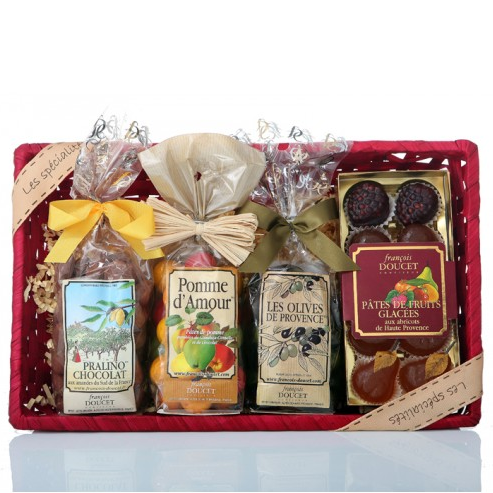 Les spécialité
PRALINO
CHOCOLAT
aux amandes du Sud de la France
françois
DOUCET
Pomme
d'Amour
Pâtes de pomme
françois
DOUCET
www.francois-doucet.com
LES OLIVES
DE PROVENCE
françois
DOUCET
françois
DOUCET
CONFISEUR
PÂTES DE FRUITS
GLACÉES
aux abricots
de Haute Provence
Les spécialités